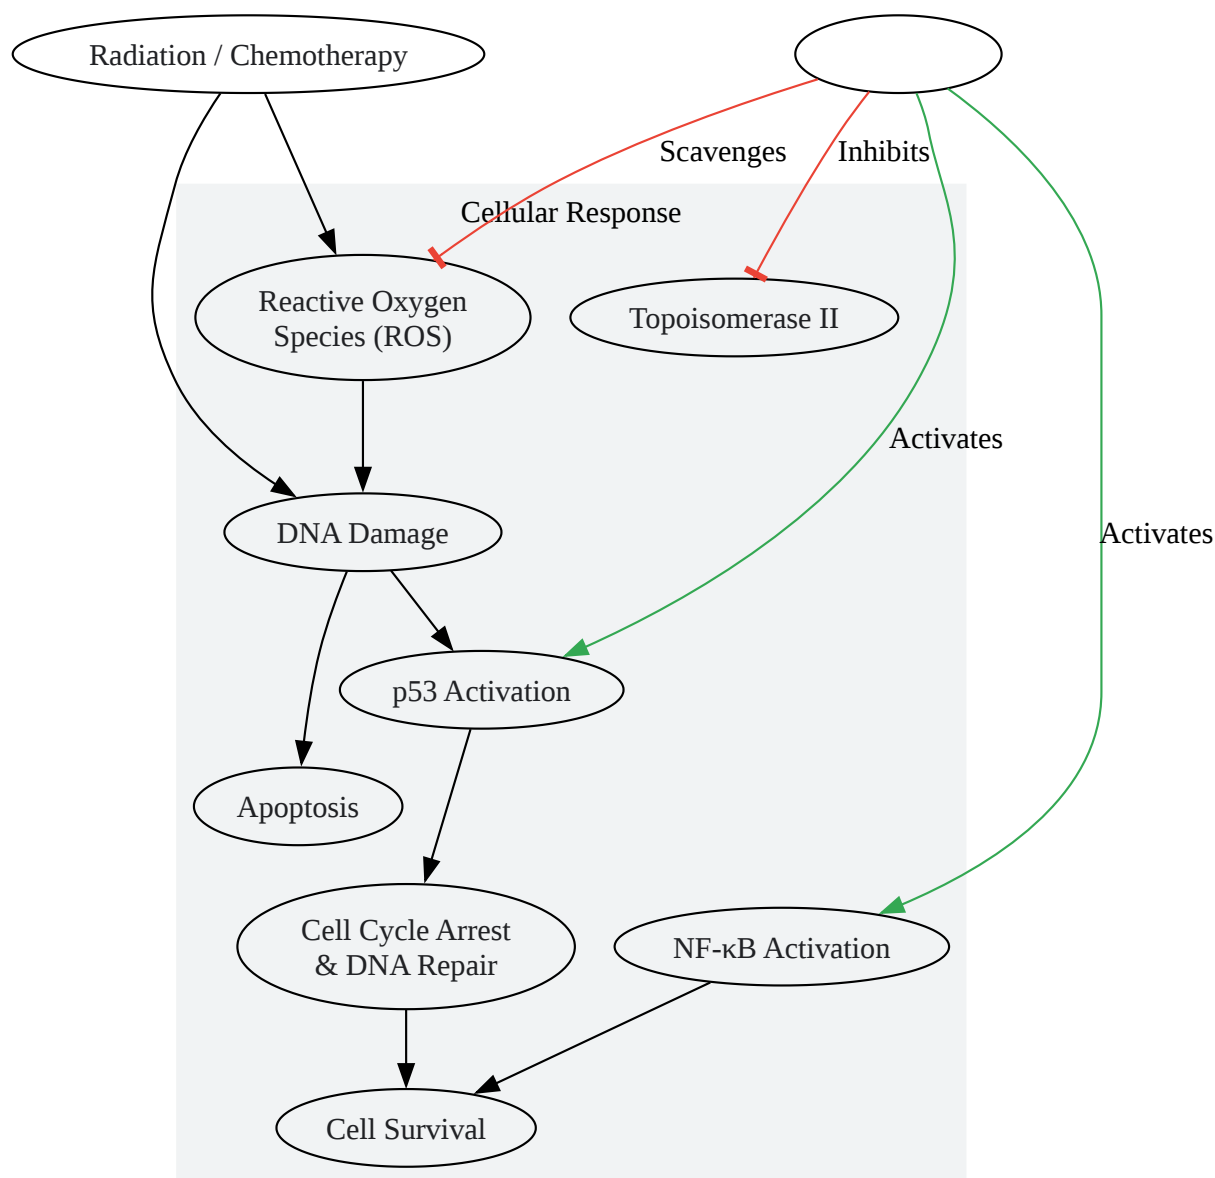 Radiation / Chemotherapy
Scavenges
Inhibits
Cellular Response
Reactive Oxygen
Species (ROS)
Topoisomerase II
Activates
DNA Damage
Activates
p53 Activation
Apoptosis
Cell Cycle Arrest
& DNA Repair
NF-κB Activation
Cell Survival